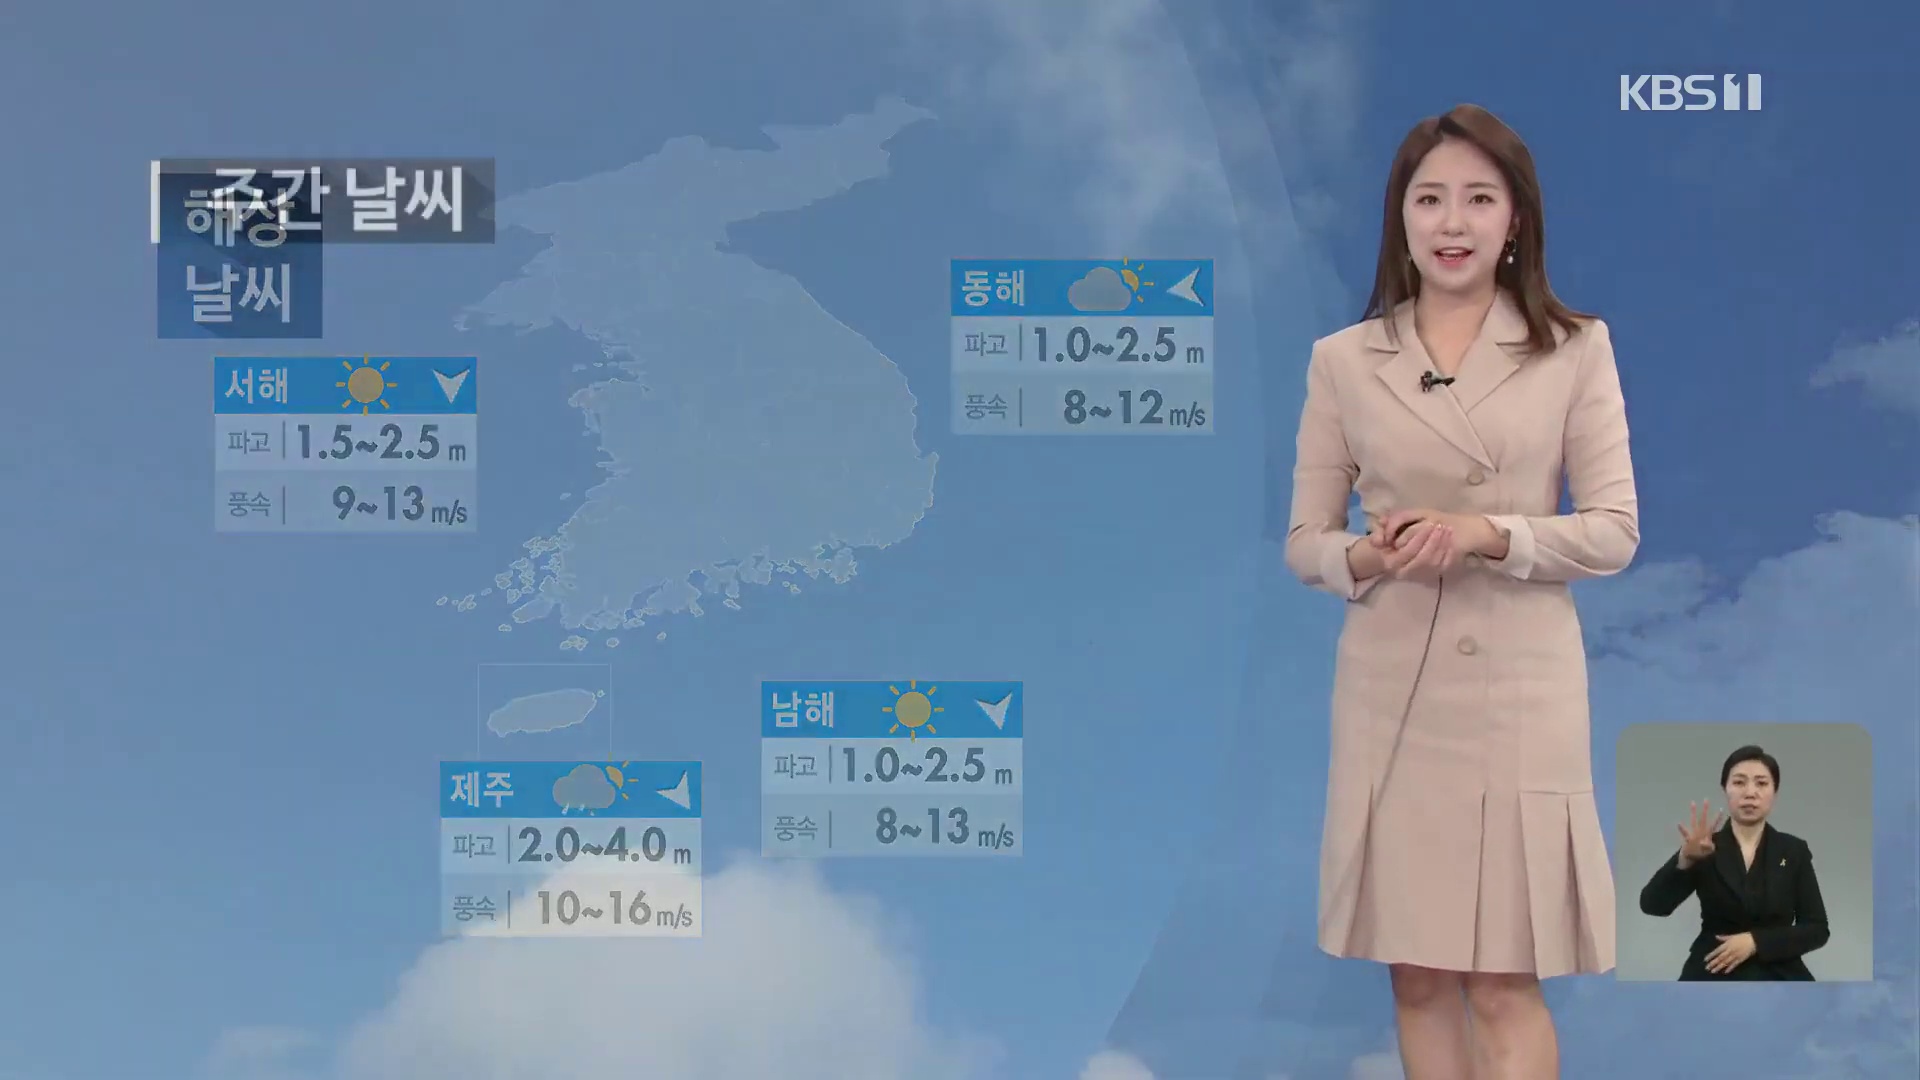 KBS 1
주간 날씨
해상
날씨
동해
파고 1.0~2.5 m
풍속 8~12 m/s
서해
파고 1.5~2.5 m
풍속 9~13 m/s
남해
파고 1.0~2.5 m
풍속 8~13 m/s
제주
파고 2.0~4.0 m
풍속 10~16 m/s